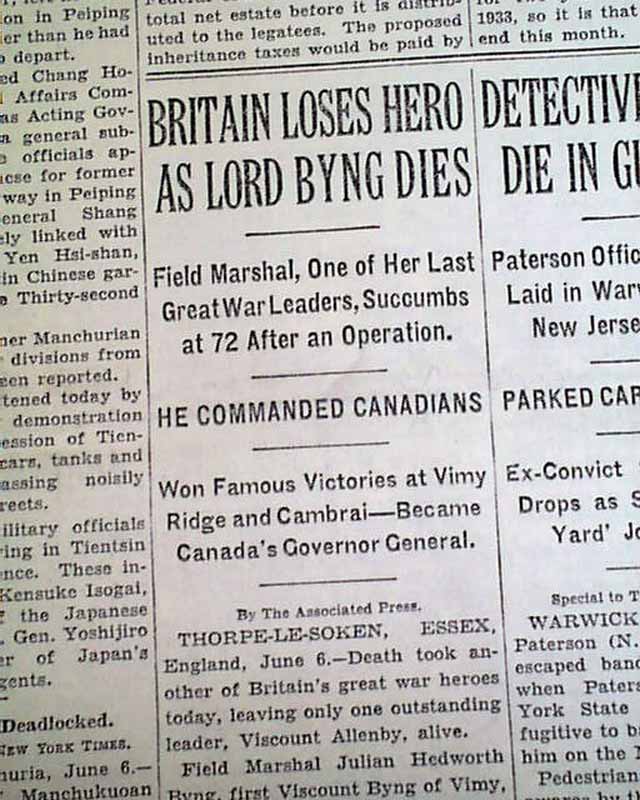 on in Peiping
er than he had
depart.
ed Chang Ho-
Affairs Com-
as Acting Gov-
a general sub-
officials ap-
for former
way in Peiping
eneral Shang
ely linked with
Yen Hsi-shan,
in Chinese gar-
Thirty-second
ner Manchurian
divisions from
een reported.
tened today by
demonstration
ession of Tien-
cars, tanks and
assing noisily
reets.
ilitary officials
ing in Tientsin
nce. These in-
Kensuke Isogai,
the Japanese
Gen. Yoshijiro
er of Japan's
gents.
Deadlocked.
NEW YORK TIMES.
huria, June 6.—
Manchukuoan
total net estate before it is distrib-
uted to the legatees. The proposed
inheritance taxes would be paid by
BRITAIN LOSES HERO
AS LORD BYNG DIES
Field Marshal, One of Her Last
Great War Leaders, Succumbs
at 72 After an Operation.
HE COMMANDED CANADIANS
Won Famous Victories at Vimy
Ridge and Cambrai—Became
Canada's Governor General.
By The Associated Press.
THORPE-LE-SOKEN, ESSEX,
England, June 6.—Death took an-
other of Britain's great war heroes
today, leaving only one outstanding
leader, Viscount Allenby, alive.
Field Marshal Julian Hedworth
Byng, first Viscount Byng of Vimy,
1933, so it is that
end this month.
DETECTIV
DIE IN GU
Paterson Offic
Laid in Warw
New Jerse
PARKED CAR
Ex-Convict
Drops as S
Yard' Jo
Special to T
WARWICK
Paterson (N.
escaped band
when Paters
York State
fugitive to b
him on the
Pedestrian